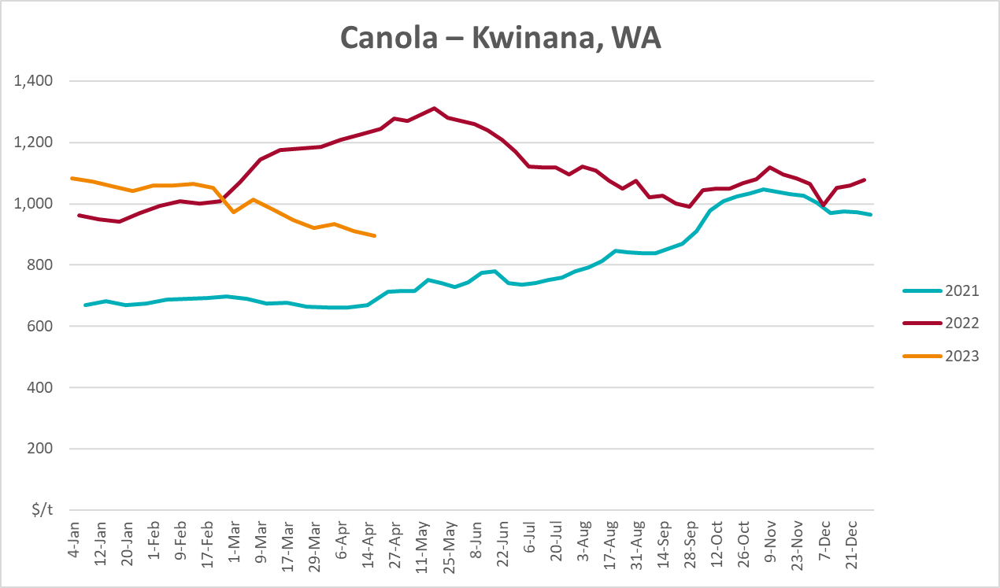 Canola – Kwinana, WA
1,400
1,200
1,000
800
600
400
200
$/t
4-Jan
12-Jan
20-Jan
1-Feb
9-Feb
17-Feb
1-Mar
9-Mar
17-Mar
29-Mar
6-Apr
14-Apr
27-Apr
11-May
25-May
8-Jun
22-Jun
6-Jul
20-Jul
3-Aug
17-Aug
31-Aug
14-Sep
28-Sep
12-Oct
26-Oct
9-Nov
23-Nov
7-Dec
21-Dec
2021
2022
2023